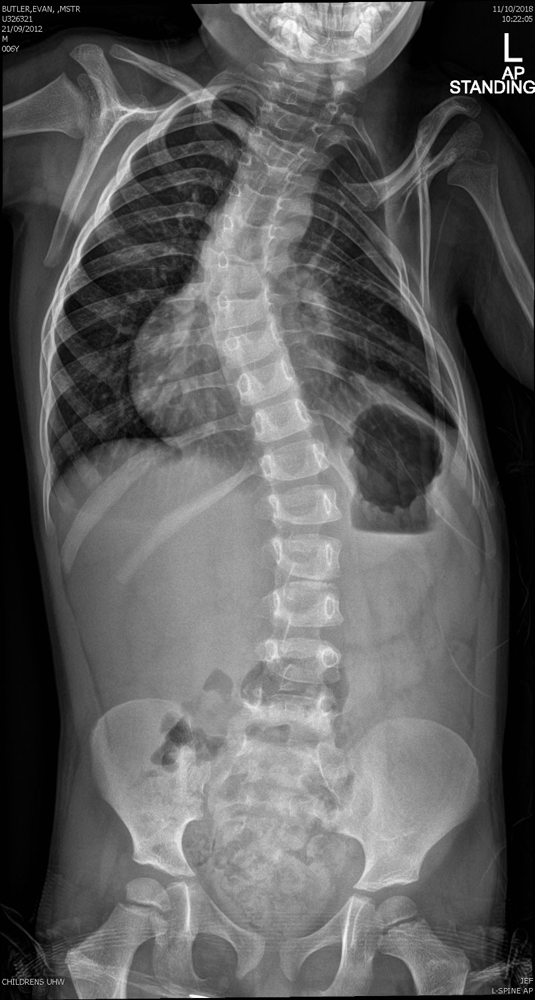 BUTLER,EVAN, ,MSTR
U326321
21/09/2012
M
006Y
11/10/2018
10:22:05
L
AP
STANDING
CHILDRENS UHW
JEF
L-SPINE AP